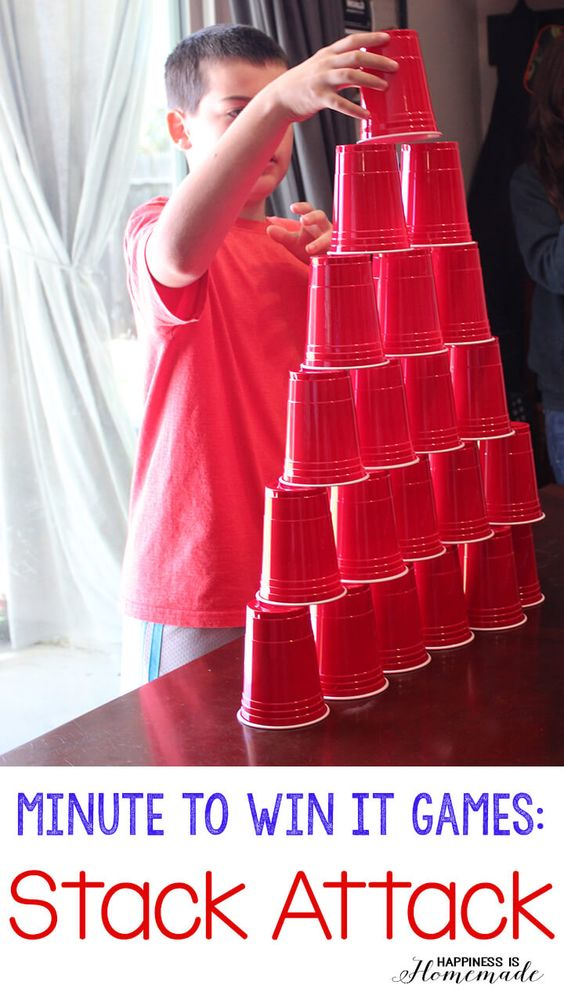 MINUTE TO WIN IT GAMES:
Stack Attack
HAPPINESS IS
Homemade